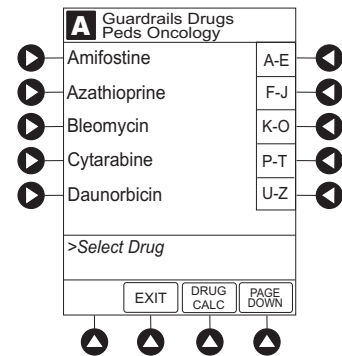 A Guardrails Drugs
Peds Oncology
Amifostine A-E
Azathioprine F-J
Bleomycin K-O
Cytarabine P-T
Daunorbicin U-Z
>Select Drug
EXIT DRUG CALC PAGE DOWN